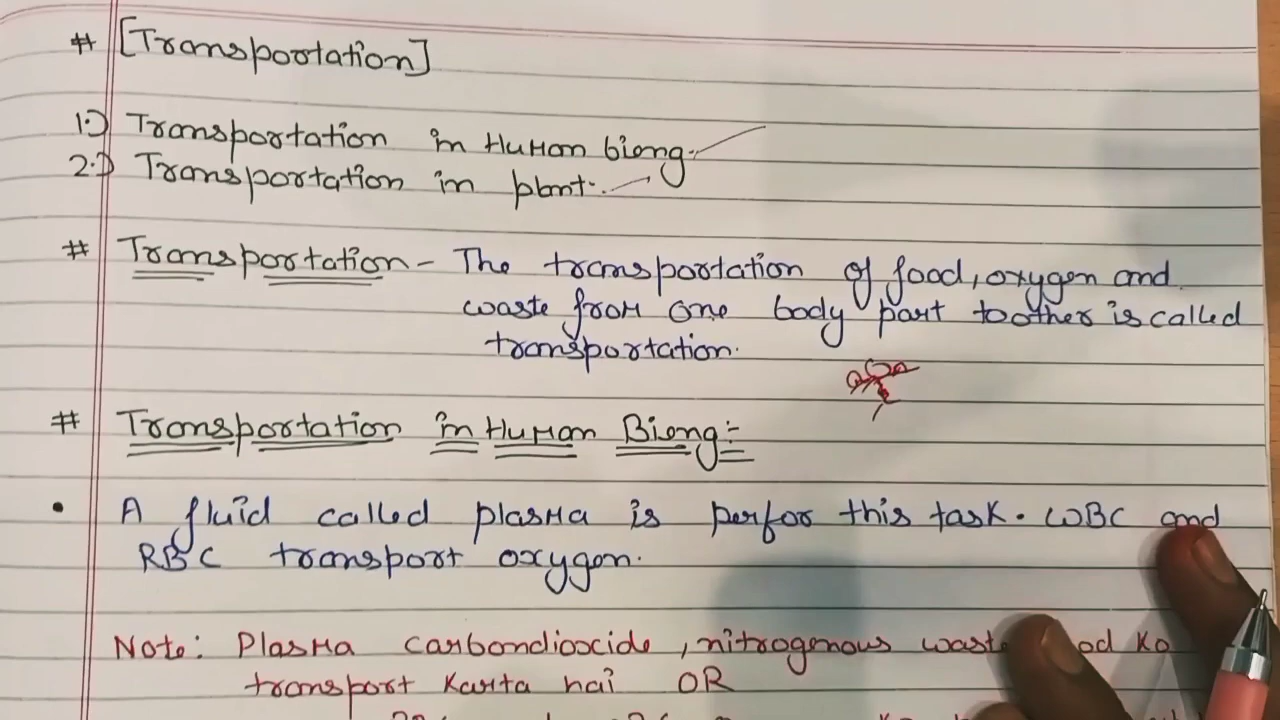 # [Transportation]
1.) Transportation in Human bieng.
2.) Transportation in plant.
# Transportation - The transportation of food, oxygen and
waste from one body part to other is called
transportation.
# Transportation in Human Bieng:-
• A fluid called plasma is perfor this task. WBC and
RBC transport oxygen.
Note: Plasma carbondioxide, nitrogenous waste ko
transport karta hai OR